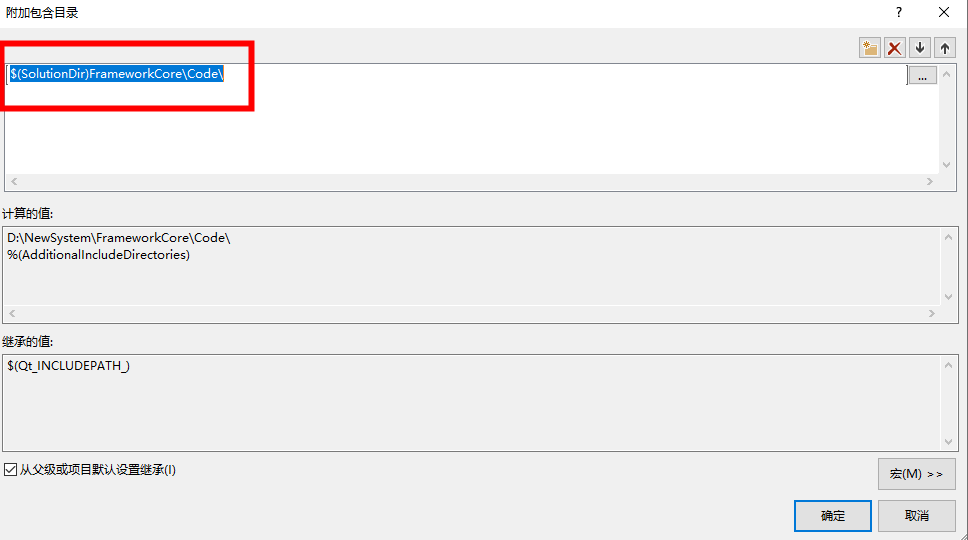 附加包含目录
?
$(SolutionDir)FrameworkCore\Code\
...
计算的值:
D:\NewSystem\FrameworkCore\Code\
%(AdditionalIncludeDirectories)
继承的值:
$(Qt_INCLUDEPATH_)
从父级或项目默认设置继承(I)
宏(M) >>
确定
取消